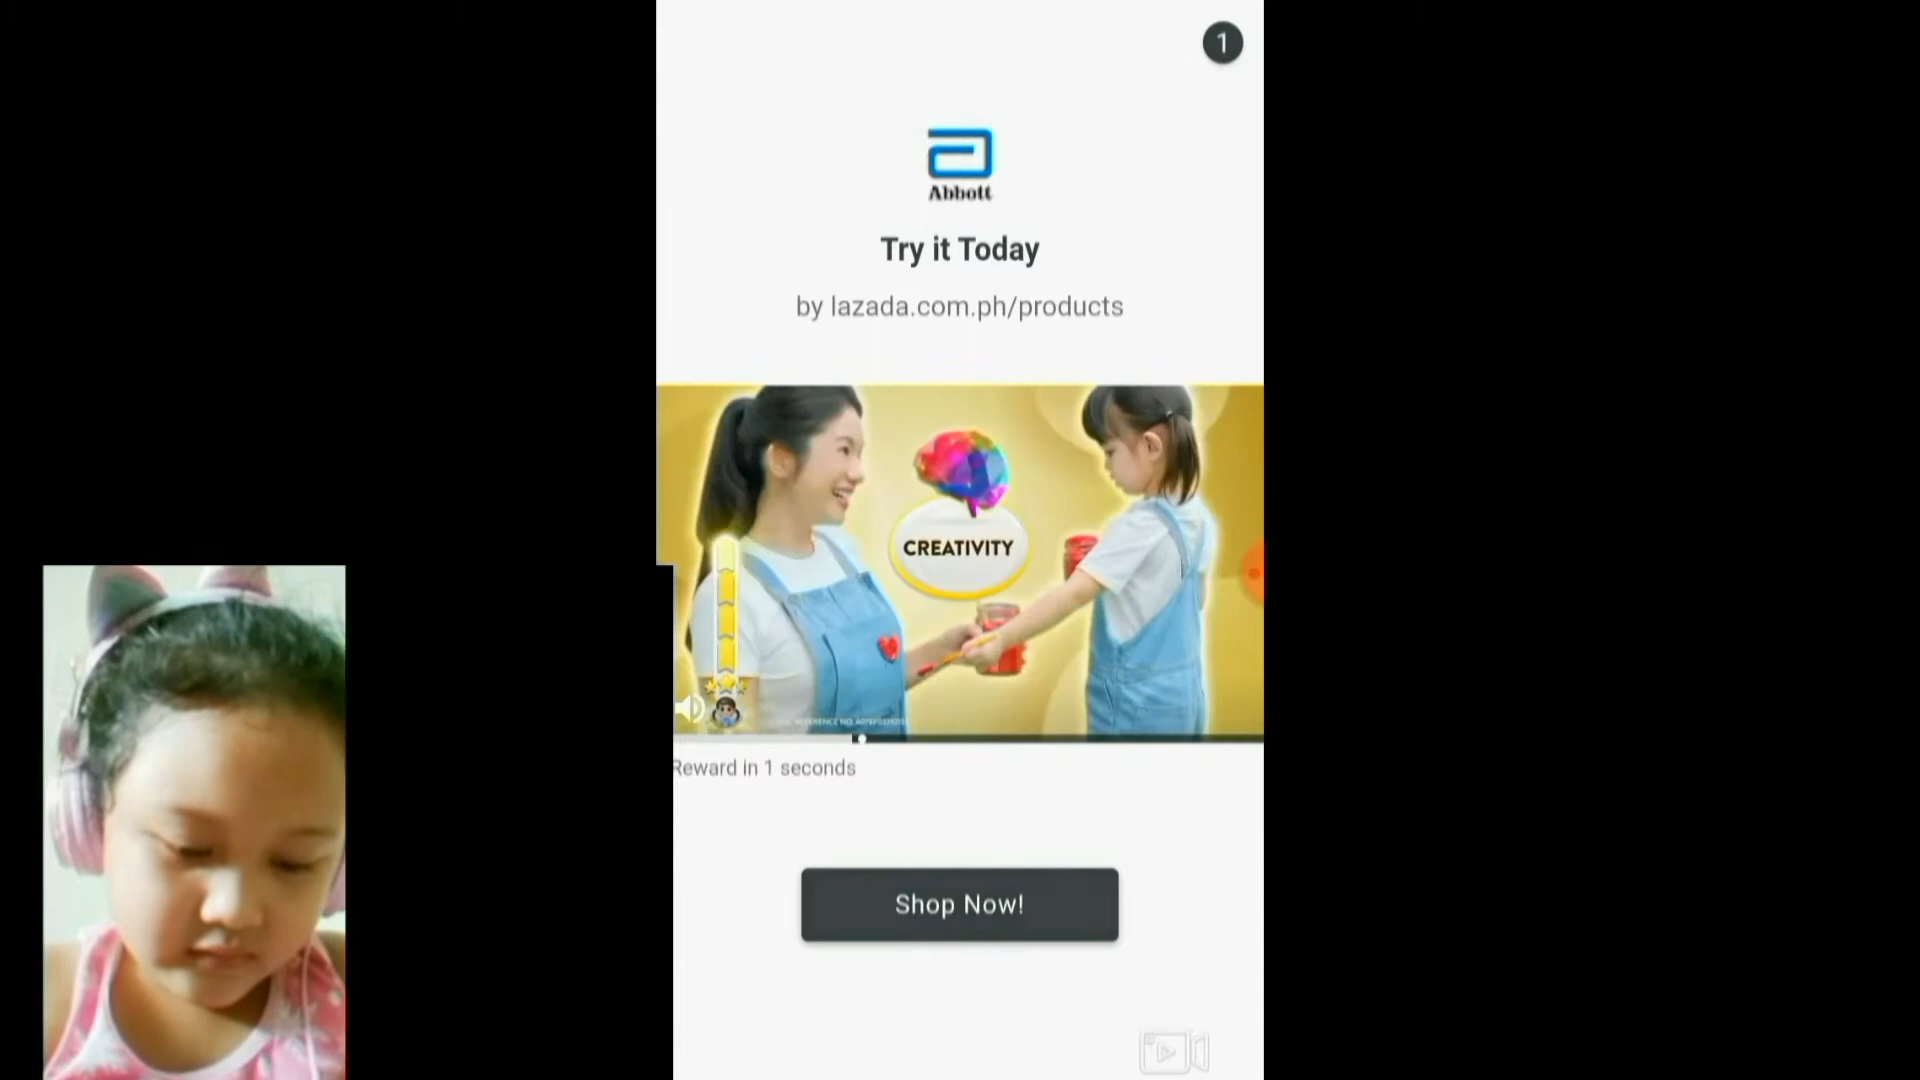 1
Abbott
Try it Today
by lazada.com.ph/products
CREATIVITY
Reward in 1 seconds
Shop Now!